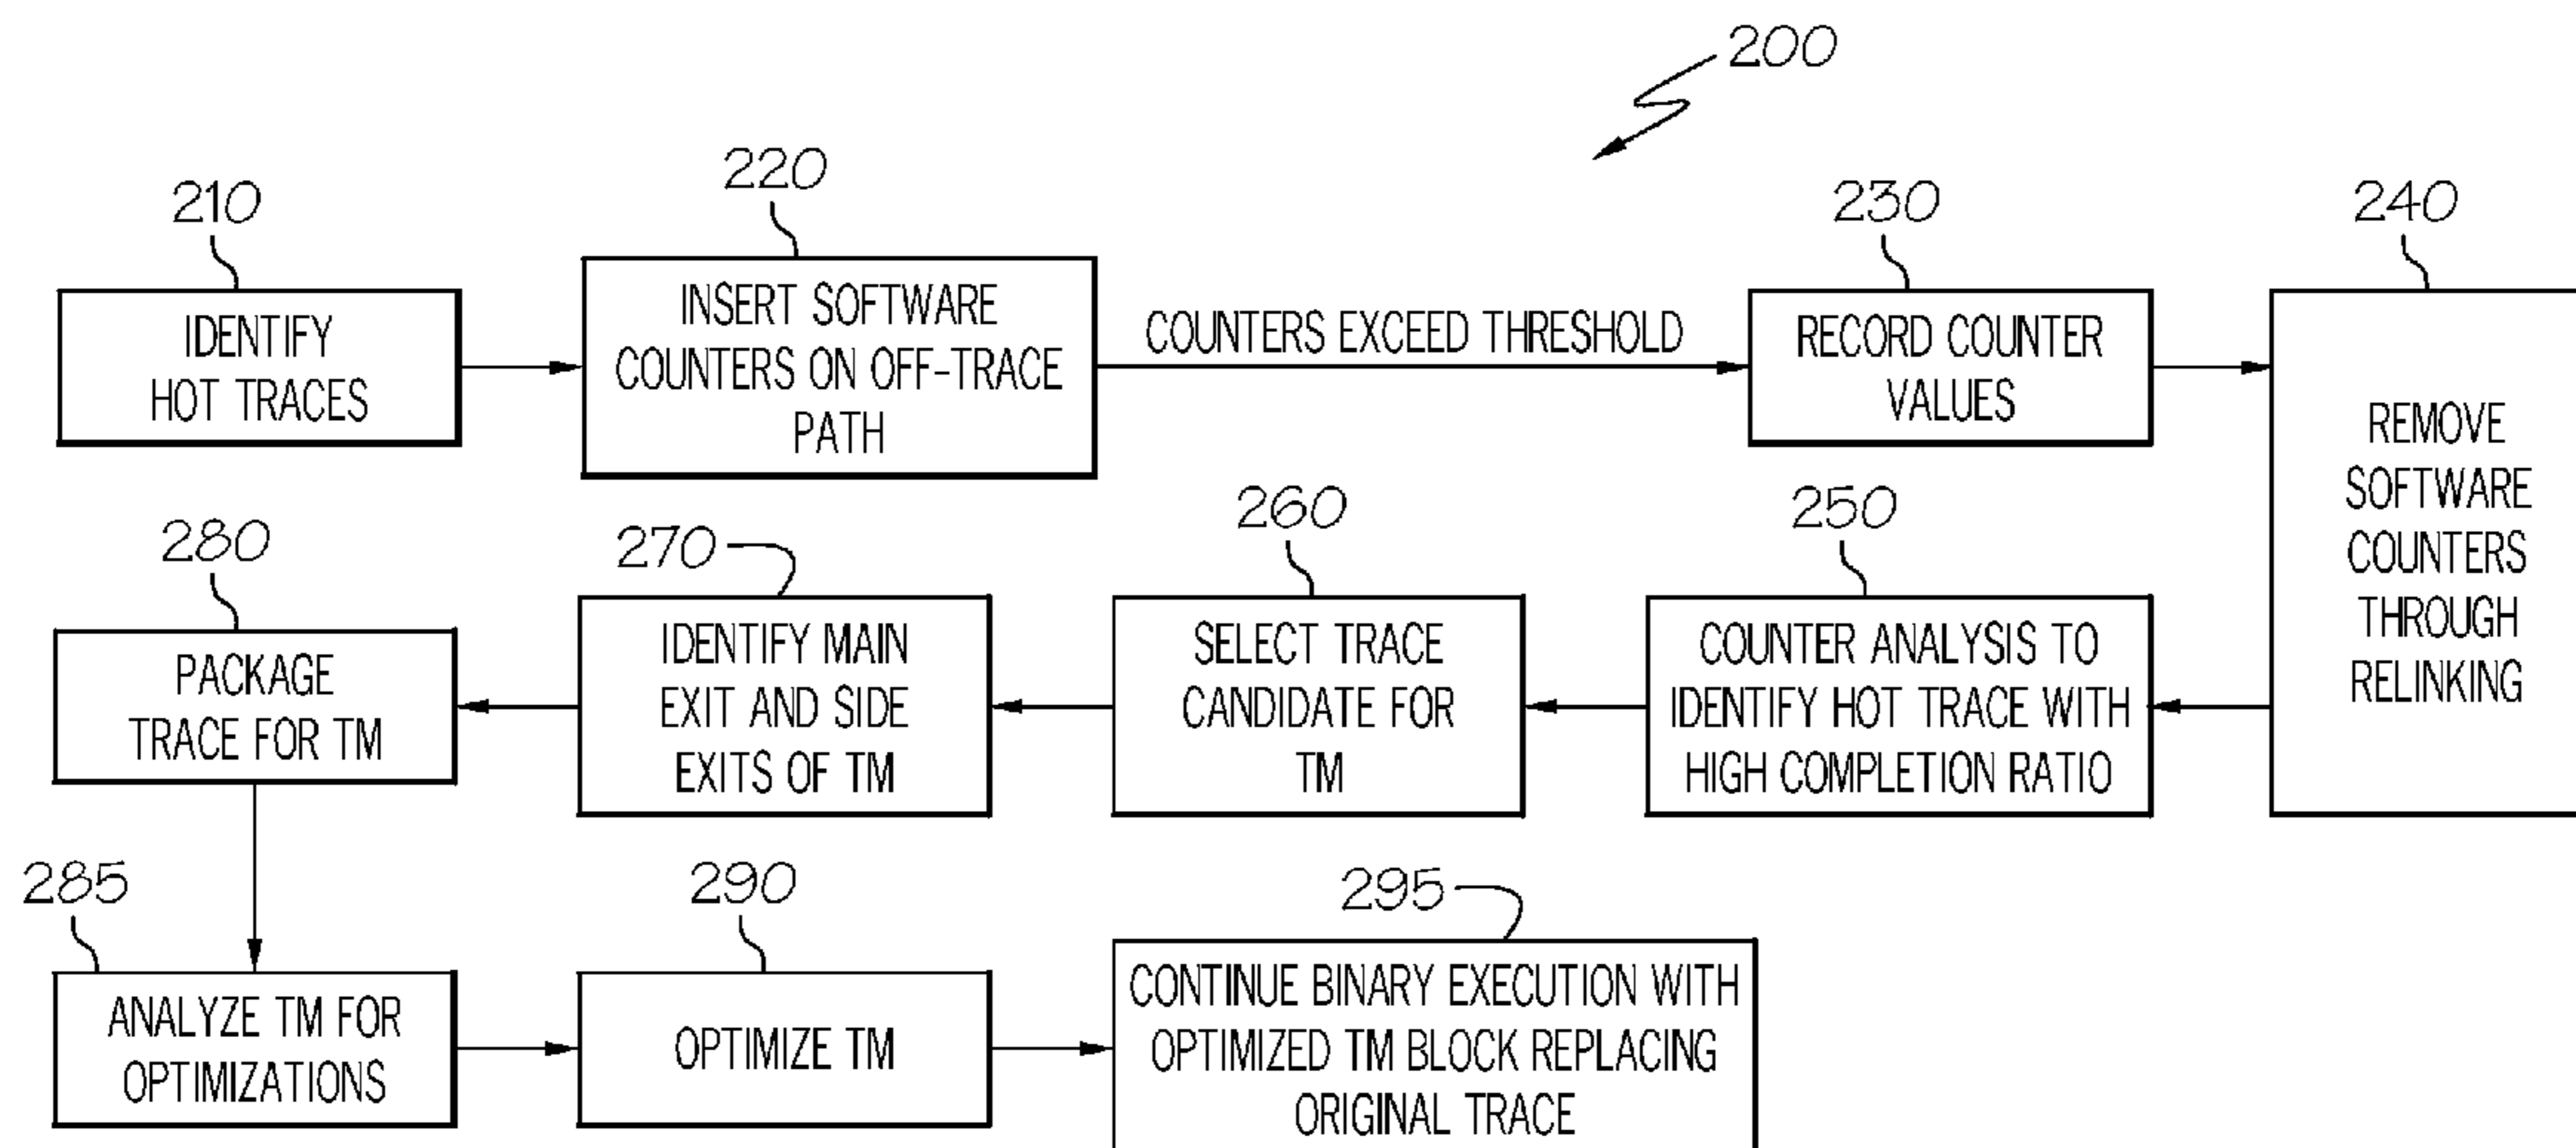 200
210
IDENTIFY
HOT TRACES
220
INSERT SOFTWARE
COUNTERS ON OFF-TRACE
PATH
COUNTERS EXCEED THRESHOLD
230
RECORD COUNTER
VALUES
240
REMOVE
SOFTWARE
COUNTERS
THROUGH
RELINKING
250
COUNTER ANALYSIS TO
IDENTIFY HOT TRACE WITH
HIGH COMPLETION RATIO
260
SELECT TRACE
CANDIDATE FOR
TM
270
IDENTIFY MAIN
EXIT AND SIDE
EXITS OF TM
280
PACKAGE
TRACE FOR TM
285
ANALYZE TM FOR
OPTIMIZATIONS
290
OPTIMIZE TM
295
CONTINUE BINARY EXECUTION WITH
OPTIMIZED TM BLOCK REPLACING
ORIGINAL TRACE